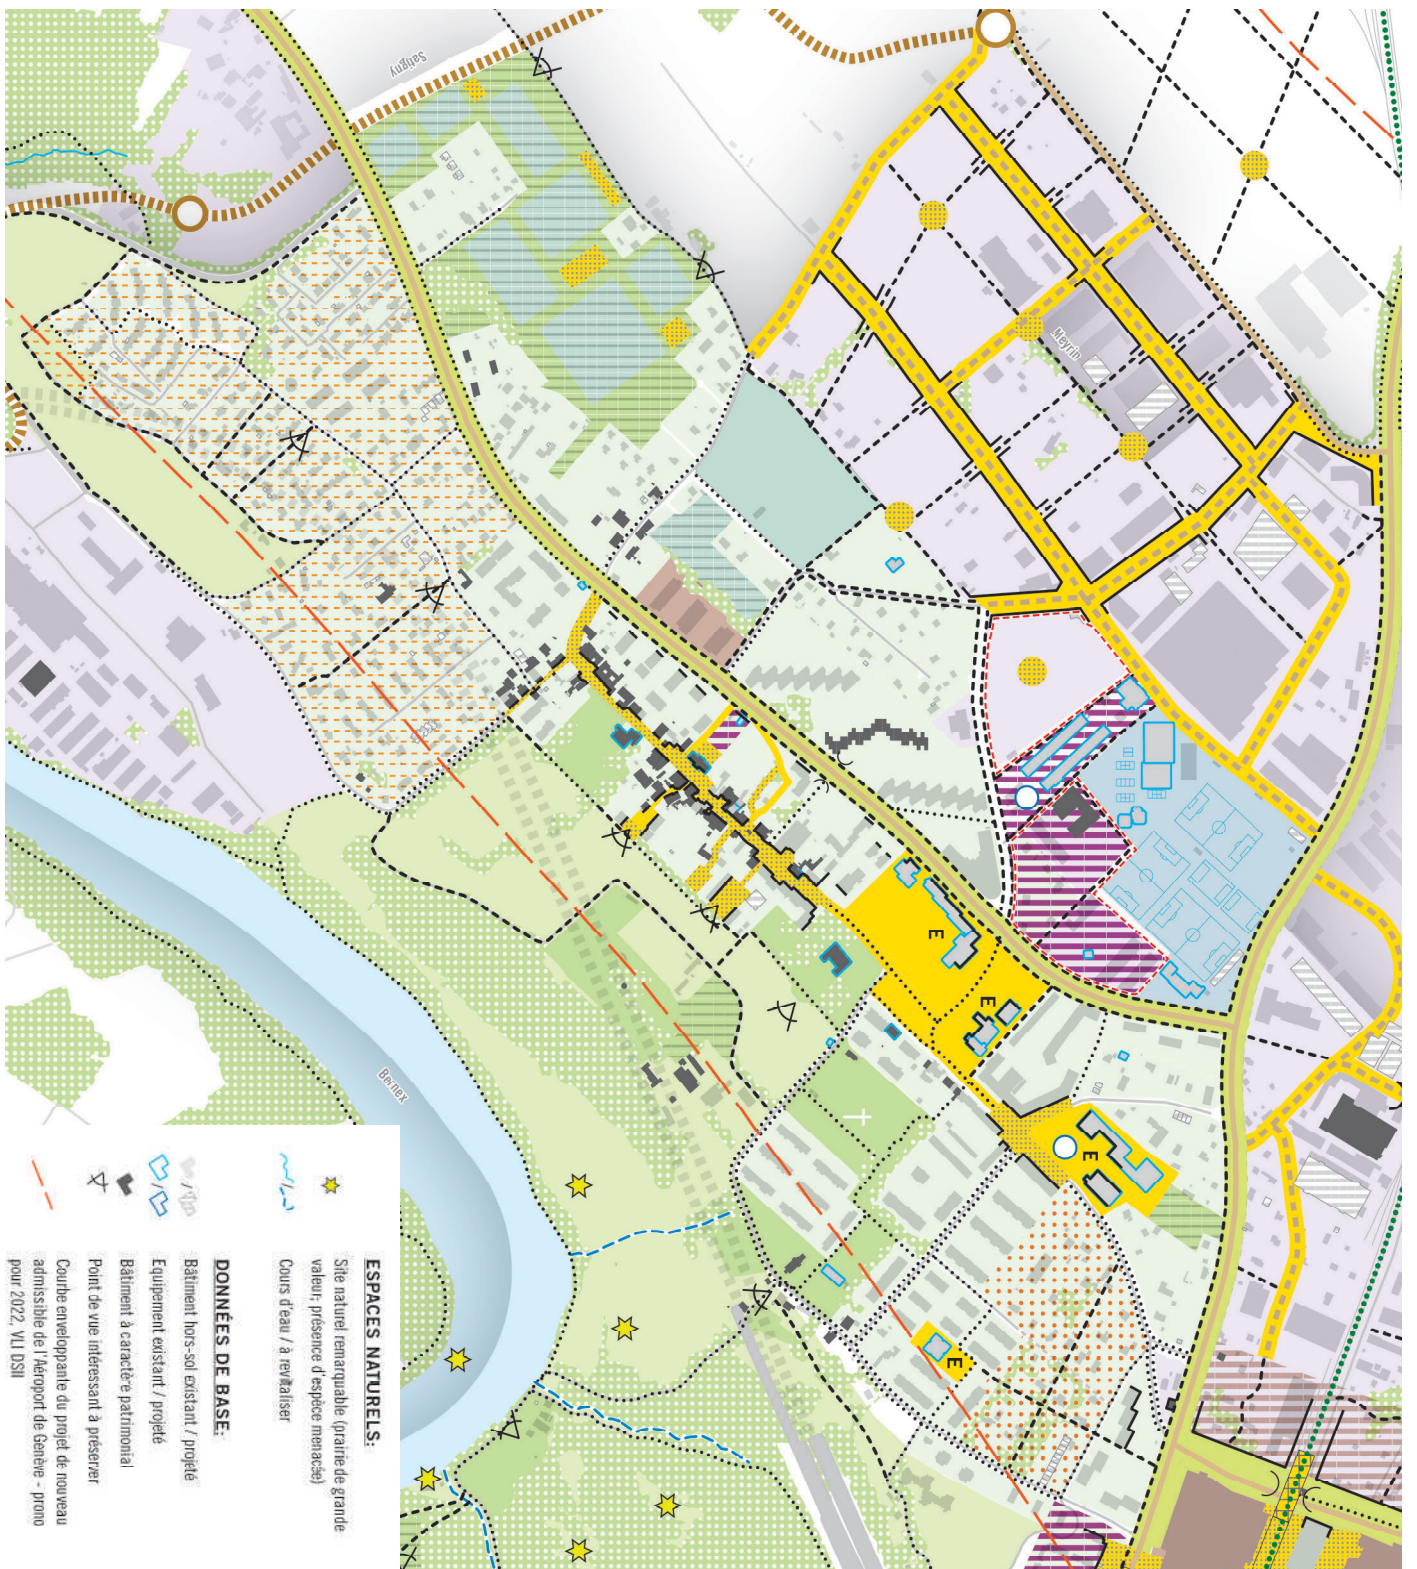 Satigny
Meyrin
E
E
E
E
Bernex
ESPACES NATURELS:
Site naturel remarquable (prairie de grande
valeur, présence d'espèce menacée)
Cours d'eau / à revitaliser
DONNÉES DE BASE:
Bâtiment hors-sol existant / projeté
Equipement existant / projeté
Bâtiment à caractère patrimonial
Point de vue intéressant à préserver
Courbe enveloppante du projet de nouveau
admissible de l'Aéroport de Genève - prono
pour 2022, VLI DSII